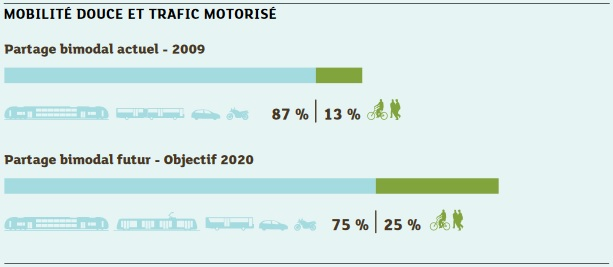 MOBILITÉ DOUCE ET TRAFIC MOTORISÉ
Partage bimodal actuel - 2009
87 % 13 %
Partage bimodal futur - Objectif 2020
75 % 25 %